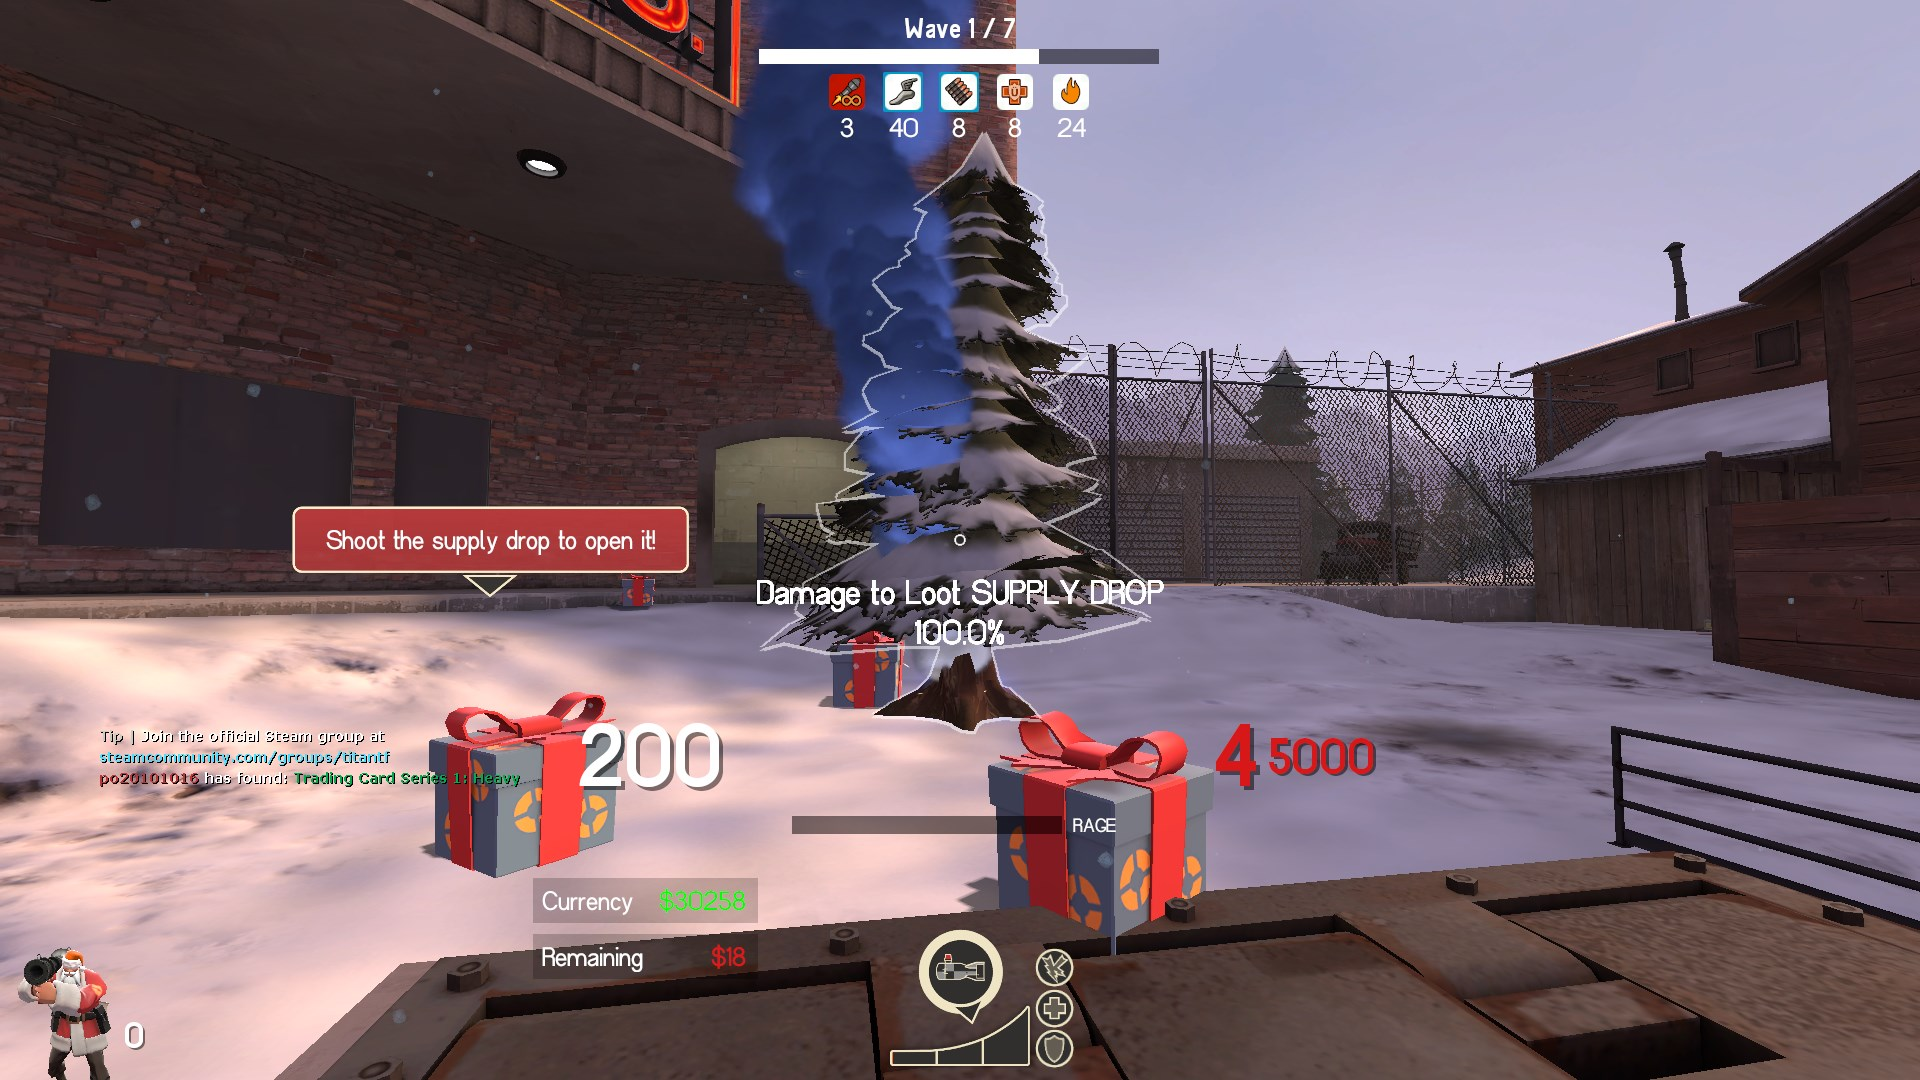 Wave 1 / 7
3 40 8 8 24
Shoot the supply drop to open it!
Damage to Loot SUPPLY DROP
100.0%
Tip | Join the official Steam group at
steamcommunity.com/groups/titantf
po20101016 has found: Trading Card Series 1: Heavy
200
4 5000
RAGE
Currency $30258
Remaining $18
0